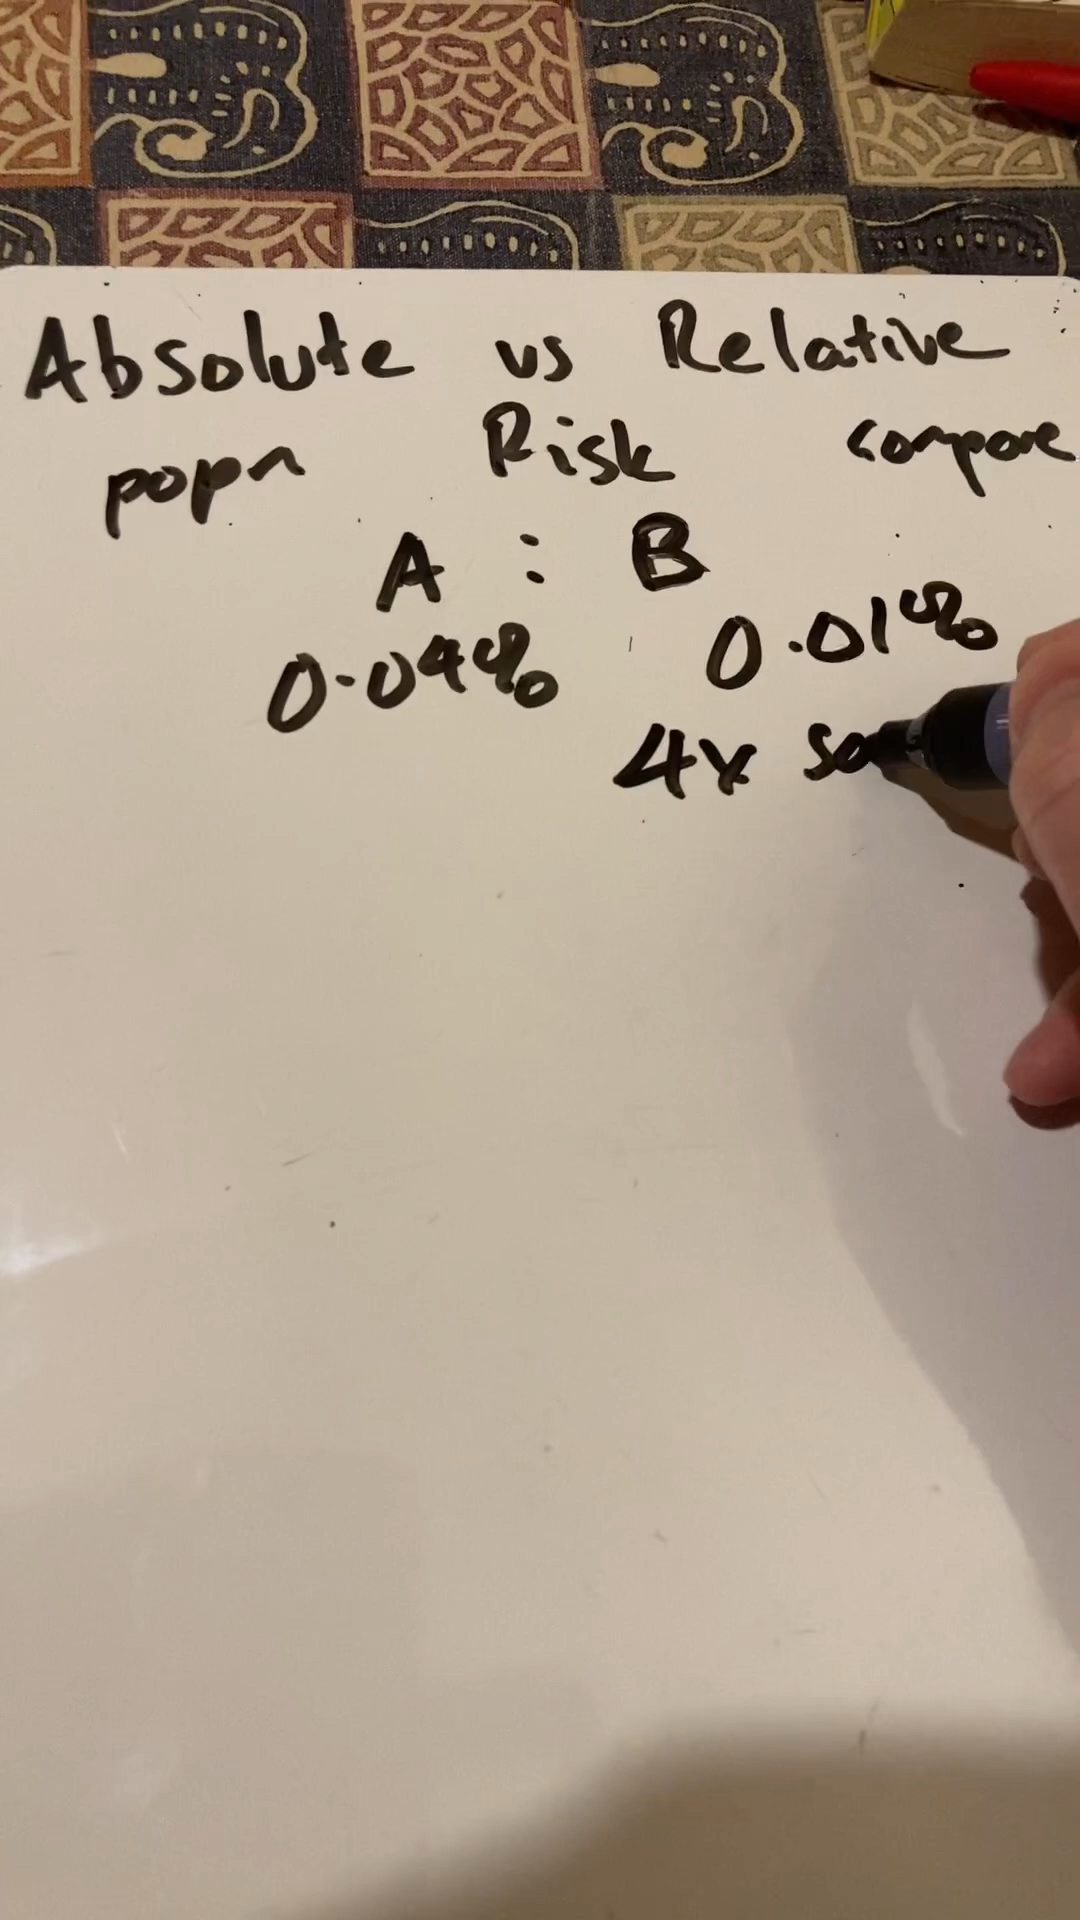 Absolute vs Relative
popn Risk compare
A : B
0.04% 0.01%
4x